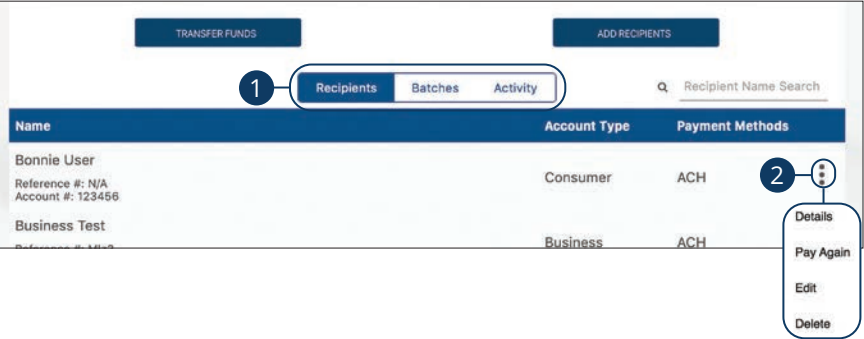 TRANSFER FUNDS ADD RECIPIENTS
1 Recipients Batches Activity Recipient Name Search
Name Account Type Payment Methods
Bonnie User
Reference #: N/A
Account #: 123456
Consumer ACH 2
Business Test
Reference #:
Business ACH
Details
Pay Again
Edit
Delete